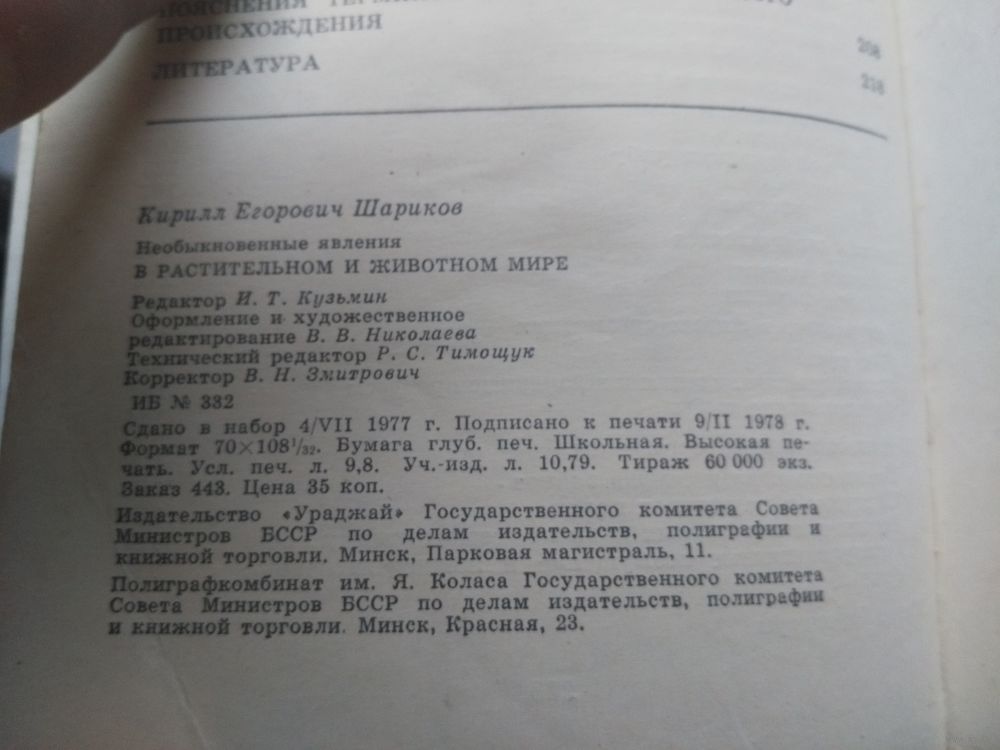 ПОЯСНЕНИЯ
ПРОИСХОЖДЕНИЯ 208
ЛИТЕРАТУРА 218
Кирилл Егорович Шариков
Необыкновенные явления
В РАСТИТЕЛЬНОМ И ЖИВОТНОМ МИРЕ
Редактор И. Т. Кузьмин
Оформление и художественное
редактирование В. В. Николаева
Технический редактор Р. С. Тимощук
Корректор В. Н. Змитрович
ИБ № 332
Сдано в набор 4/VII 1977 г. Подписано к печати 9/II 1978 г.
Формат 70×108¹/₃₂. Бумага глуб. печ. Школьная. Высокая пе-
чать. Усл. печ. л. 9,8. Уч.-изд. л. 10,79. Тираж 60 000 экз.
Заказ 443. Цена 35 коп.
Издательство «Ураджай» Государственного комитета Совета
Министров БССР по делам издательств, полиграфии и
книжной торговли. Минск, Парковая магистраль, 11.
Полиграфкомбинат им. Я. Коласа Государственного комитета
Совета Министров БССР по делам издательств, полиграфии
и книжной торговли. Минск, Красная, 23.